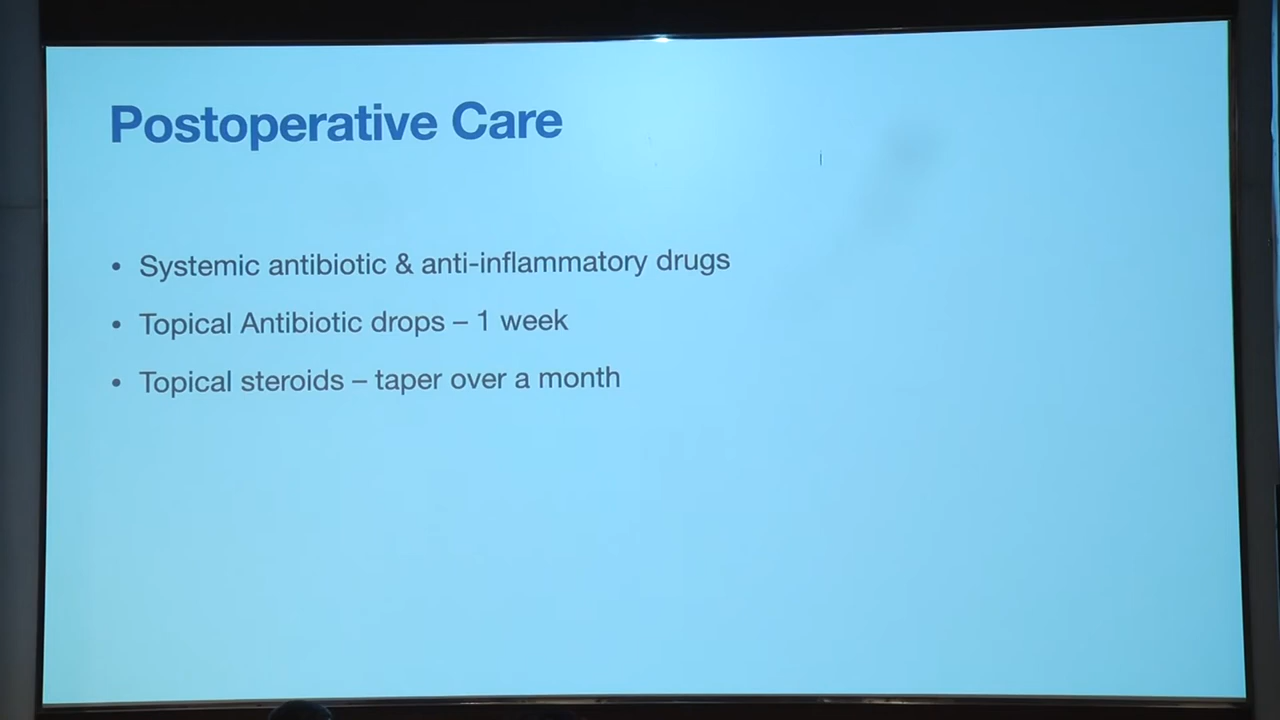 Postoperative Care
• Systemic antibiotic & anti-inflammatory drugs
• Topical Antibiotic drops – 1 week
• Topical steroids – taper over a month